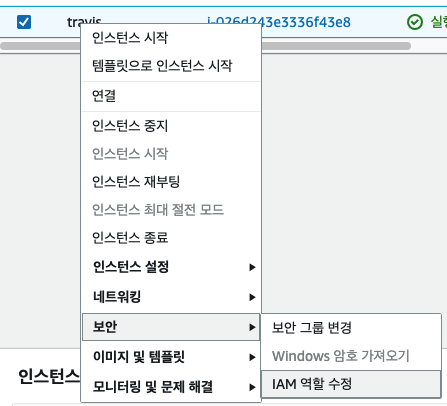 travis i-026d243e3336f43e8 실행
인스턴스 시작
템플릿으로 인스턴스 시작
연결
인스턴스 중지
인스턴스 시작
인스턴스 재부팅
인스턴스 최대 절전 모드
인스턴스 종료
인스턴스 설정
네트워킹
보안
보안 그룹 변경
Windows 암호 가져오기
이미지 및 템플릿
모니터링 및 문제 해결
IAM 역할 수정
인스턴스